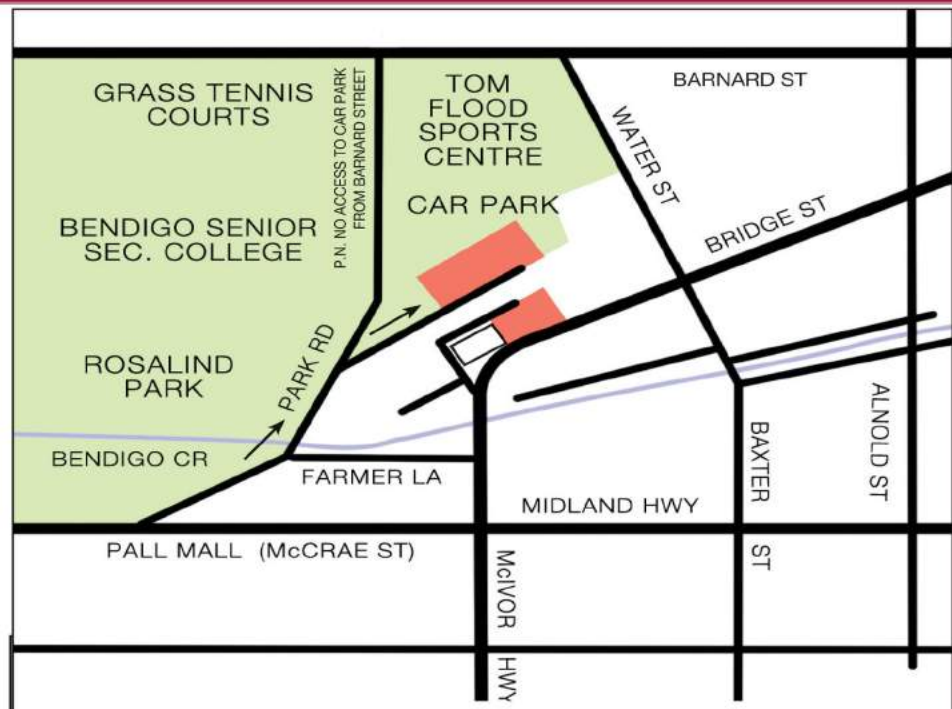 GRASS TENNIS
COURTS
P.N. NO ACCESS TO CAR PARK
FROM BARNARD STREET
TOM
FLOOD
SPORTS
CENTRE
CAR PARK
BARNARD ST
WATER ST
BRIDGE ST
BENDIGO SENIOR
SEC. COLLEGE
ROSALIND
PARK
PARK RD
BENDIGO CR
FARMER LA
MIDLAND HWY
BAXTER
ST
ALNOLD ST
PALL MALL (McCRAE ST)
McIVOR
HWY